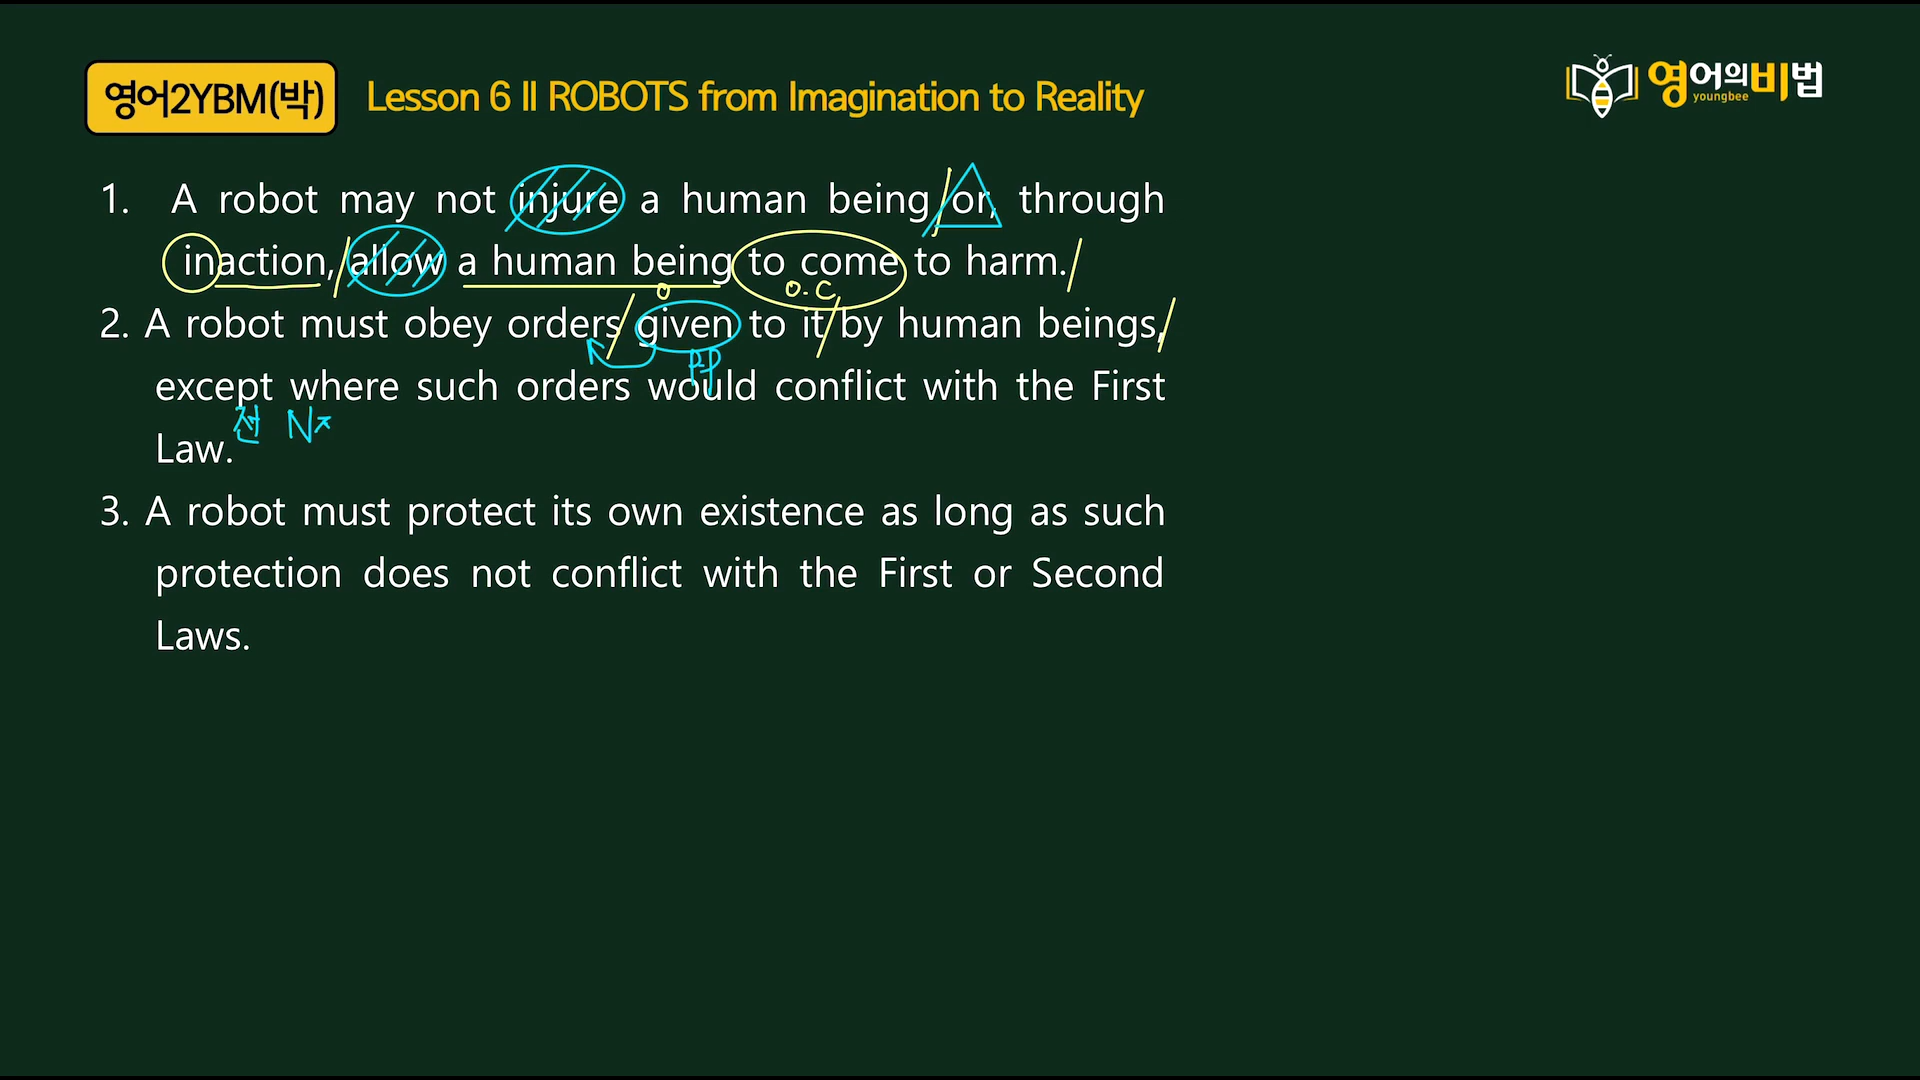 영어2YBM(박) Lesson 6 II ROBOTS from Imagination to Reality
영어의비법
youngbee
1. A robot may not injure a human being or, through
inaction, allow a human being to come to harm.
O O.C
2. A robot must obey orders given to it by human beings,
PP
except where such orders would conflict with the First
전 N
Law.
3. A robot must protect its own existence as long as such
protection does not conflict with the First or Second
Laws.